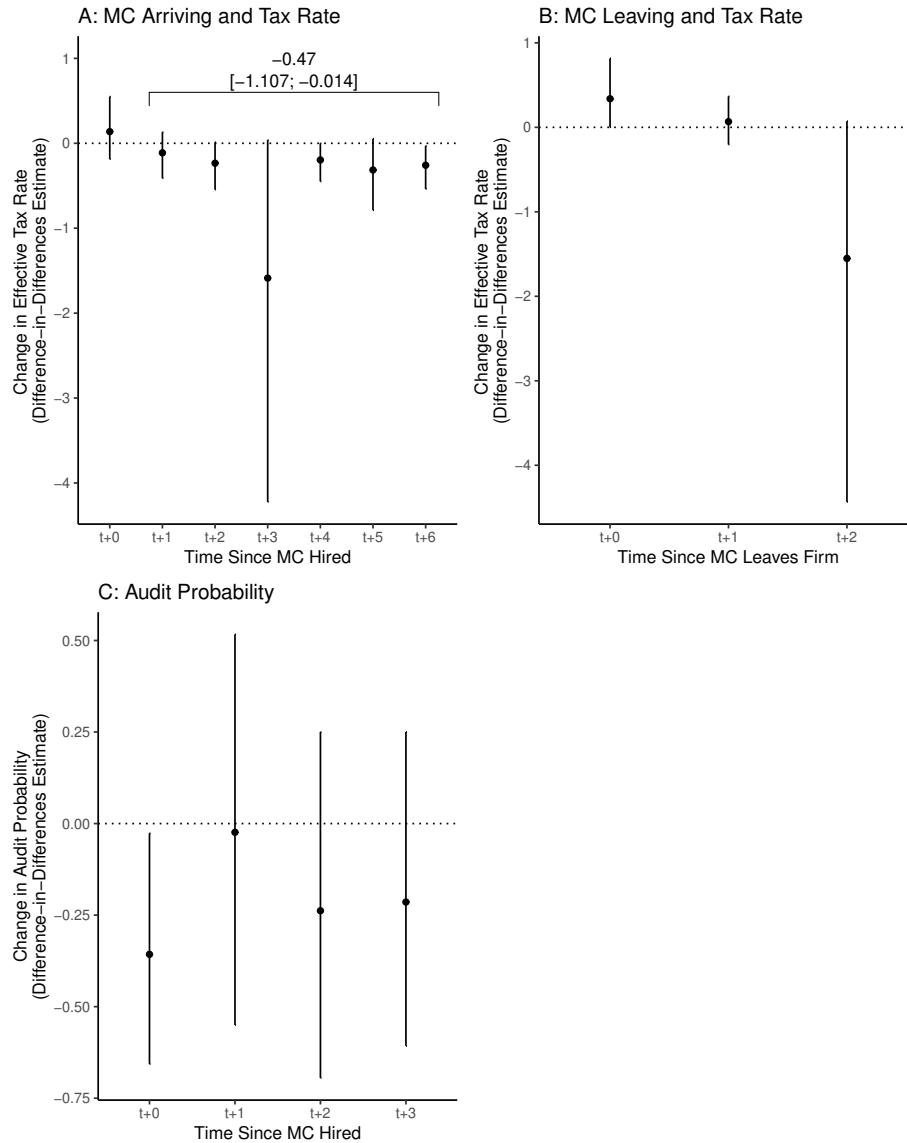 A: MC Arriving and Tax Rate
−0.47
[−1.107; −0.014]
1
0
−1
−2
−3
−4
Change in Effective Tax Rate
(Difference−in−Differences Estimate)
t+0 t+1 t+2 t+3 t+4 t+5 t+6
Time Since MC Hired
B: MC Leaving and Tax Rate
1
0
−1
−2
−3
−4
Change in Effective Tax Rate
(Difference−in−Differences Estimate)
t+0 t+1 t+2
Time Since MC Leaves Firm
C: Audit Probability
0.50
0.25
0.00
−0.25
−0.50
−0.75
Change in Audit Probability
(Difference−in−Differences Estimate)
t+0 t+1 t+2 t+3
Time Since MC Hired